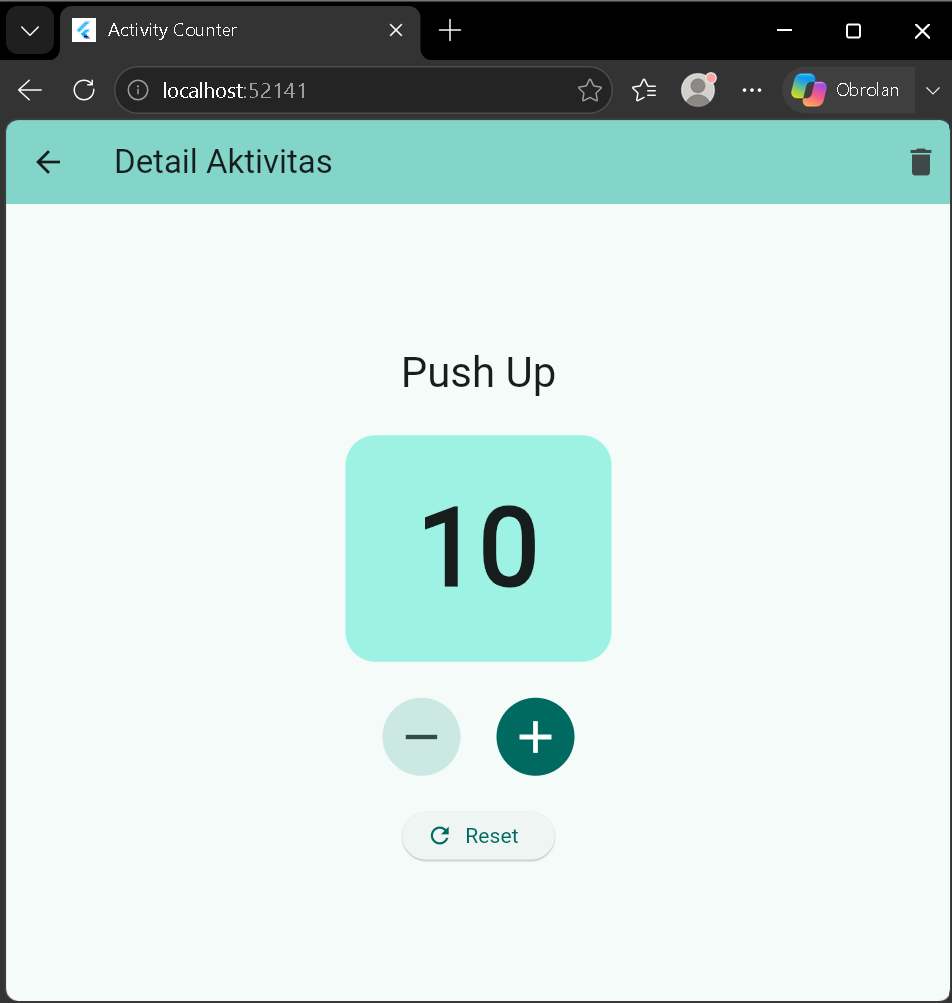 Activity Counter
localhost:52141
Obrolan
Detail Aktivitas
Push Up
10
Reset